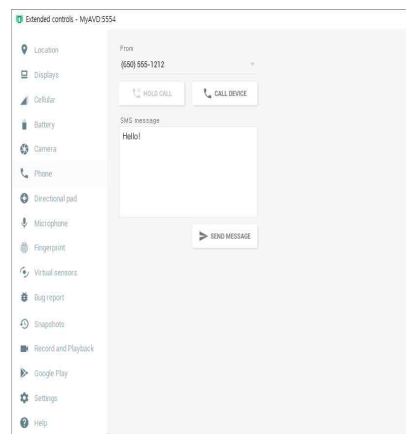 Extended controls - MyAVD:5554
Location
Displays
Cellular
Battery
Camera
Phone
Directional pad
Microphone
Fingerprint
Virtual sensors
Bug report
Snapshots
Record and Playback
Google Play
Settings
Help
From
(650) 555-1212
HOLD CALL
CALL DEVICE
SMS message
Hello!
SEND MESSAGE